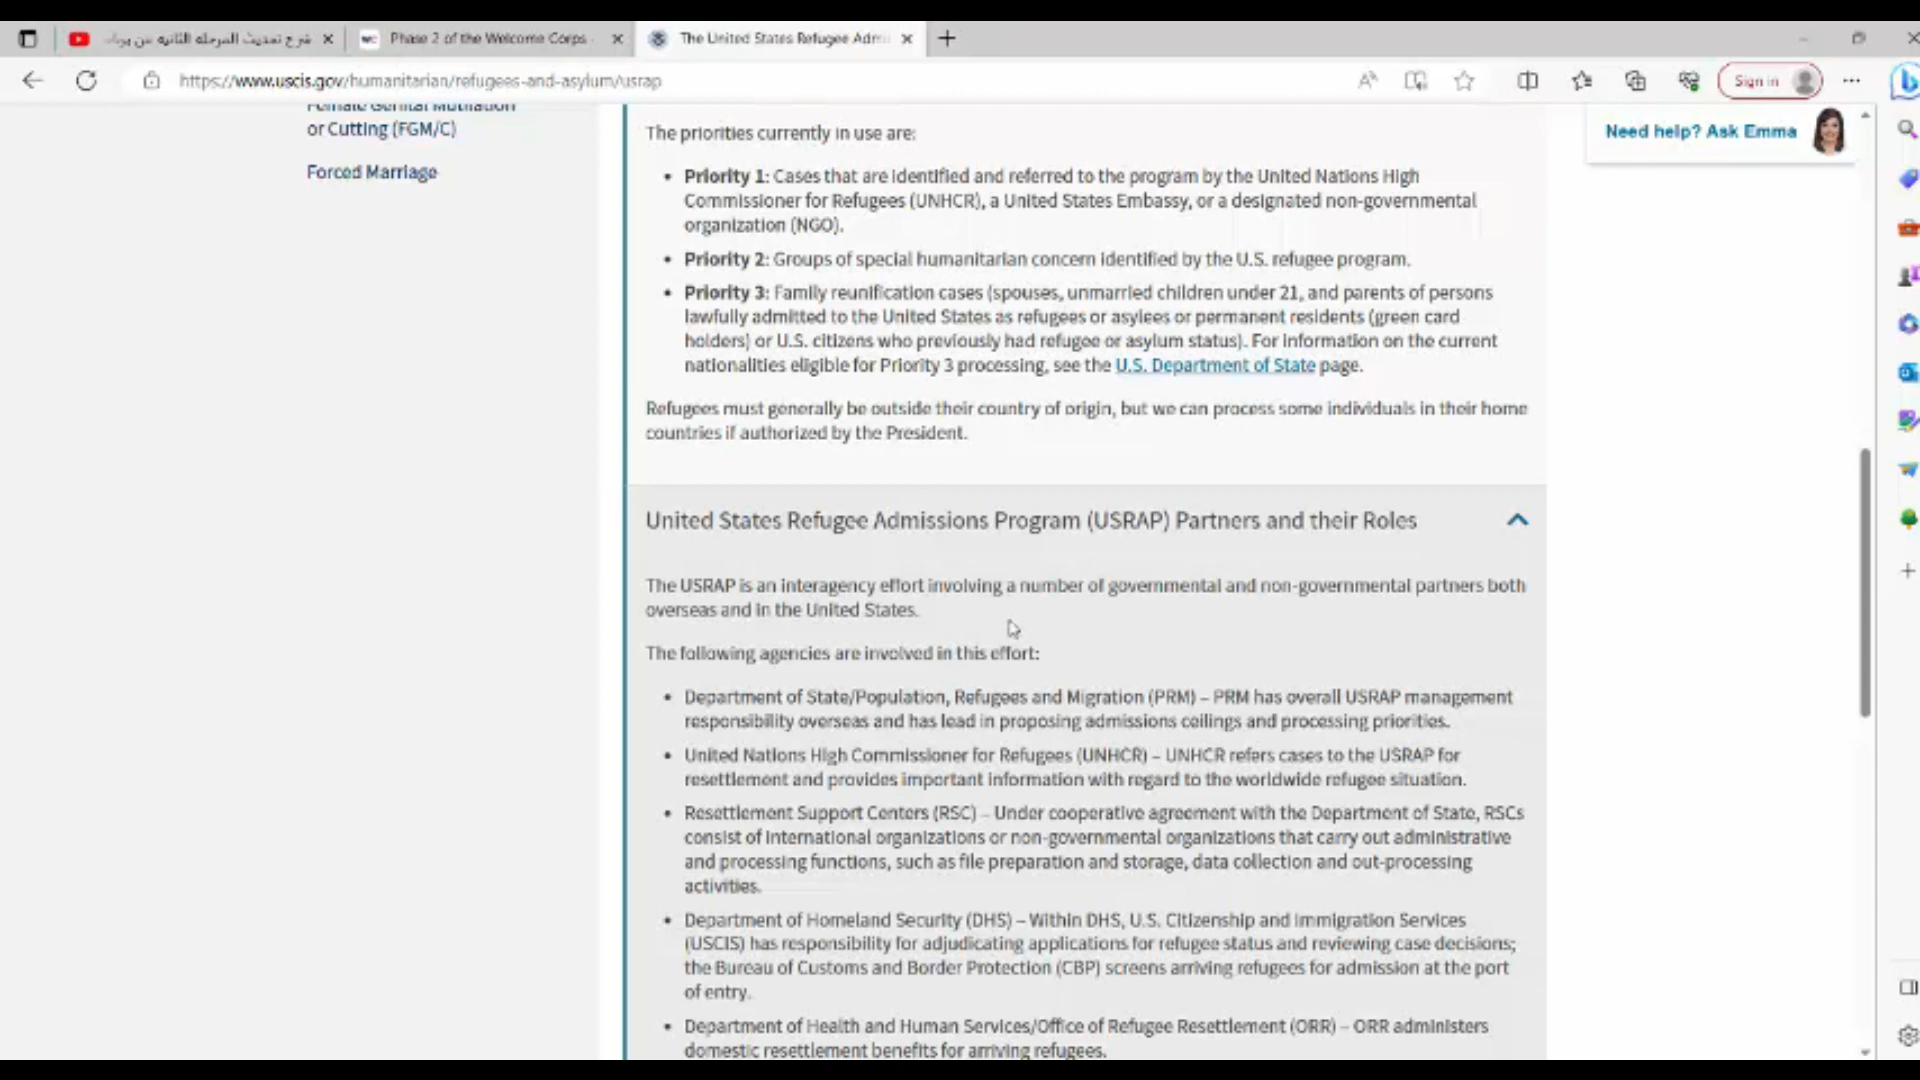 شرح تحديث المرحله الثانيه من برنا
Phase 2 of the Welcome Corps
The United States Refugee Adm
https://www.uscis.gov/humanitarian/refugees-and-asylum/usrap
Sign in
Female Genital Mutilation
or Cutting (FGM/C)
Forced Marriage
Need help? Ask Emma
The priorities currently in use are:
• Priority 1: Cases that are identified and referred to the program by the United Nations High
Commissioner for Refugees (UNHCR), a United States Embassy, or a designated non-governmental
organization (NGO).
• Priority 2: Groups of special humanitarian concern identified by the U.S. refugee program.
• Priority 3: Family reunification cases (spouses, unmarried children under 21, and parents of persons
lawfully admitted to the United States as refugees or asylees or permanent residents (green card
holders) or U.S. citizens who previously had refugee or asylum status). For information on the current
nationalities eligible for Priority 3 processing, see the U.S. Department of State page.
Refugees must generally be outside their country of origin, but we can process some individuals in their home
countries if authorized by the President.
United States Refugee Admissions Program (USRAP) Partners and their Roles
The USRAP is an interagency effort involving a number of governmental and non-governmental partners both
overseas and in the United States.
The following agencies are involved in this effort:
• Department of State/Population, Refugees and Migration (PRM) – PRM has overall USRAP management
responsibility overseas and has lead in proposing admissions ceilings and processing priorities.
• United Nations High Commissioner for Refugees (UNHCR) – UNHCR refers cases to the USRAP for
resettlement and provides important information with regard to the worldwide refugee situation.
• Resettlement Support Centers (RSC) – Under cooperative agreement with the Department of State, RSCs
consist of international organizations or non-governmental organizations that carry out administrative
and processing functions, such as file preparation and storage, data collection and out-processing
activities.
• Department of Homeland Security (DHS) – Within DHS, U.S. Citizenship and Immigration Services
(USCIS) has responsibility for adjudicating applications for refugee status and reviewing case decisions;
the Bureau of Customs and Border Protection (CBP) screens arriving refugees for admission at the port
of entry.
• Department of Health and Human Services/Office of Refugee Resettlement (ORR) – ORR administers
domestic resettlement benefits for arriving refugees.